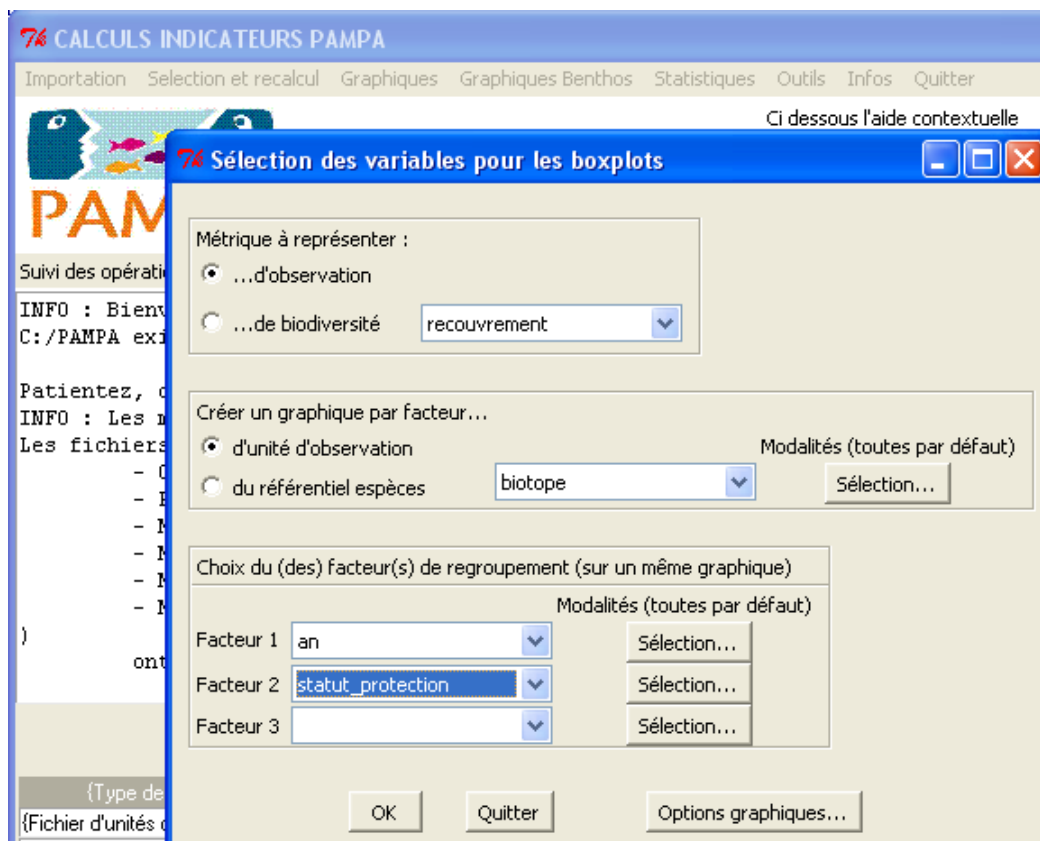 CALCULS INDICATEURS PAMPA
Importation Selection et recalcul Graphiques Graphiques Benthos Statistiques Outils Infos Quitter
Ci dessous l'aide contextuelle
Sélection des variables pour les boxplots
PAM
Suivi des opérati
INFO : Bienv
C:/PAMPA exi
Patientez,
INFO : Les
Les fichiers
)
ont
Métrique à représenter :
...d'observation
...de biodiversité recouvrement
Créer un graphique par facteur...
d'unité d'observation Modalités (toutes par défaut)
du référentiel espèces biotope Sélection...
Choix du (des) facteur(s) de regroupement (sur un même graphique)
Modalités (toutes par défaut)
Facteur 1 an Sélection...
Facteur 2 statut_protection Sélection...
Facteur 3 Sélection...
OK Quitter Options graphiques...
{Type de
{Fichier d'unités